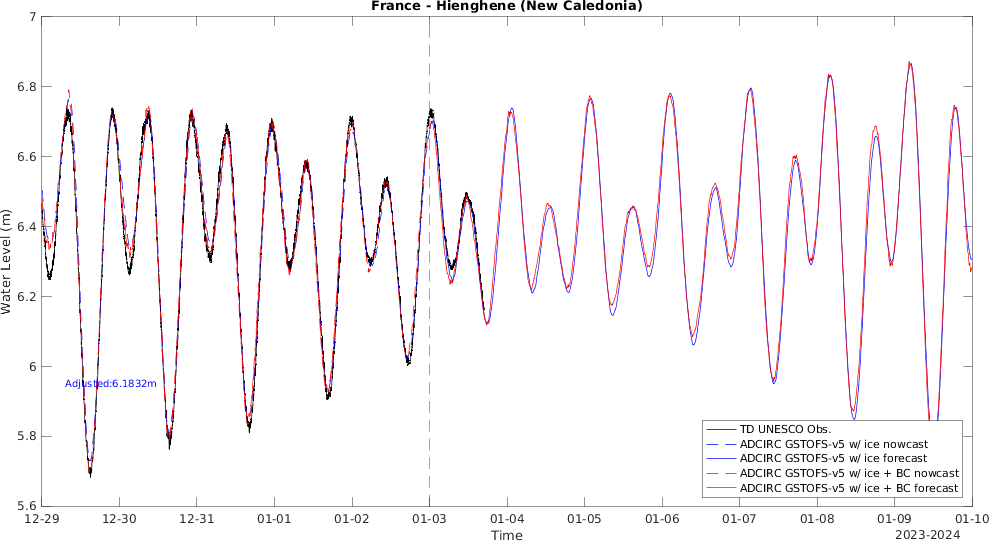 France - Hienghene (New Caledonia)
7
6.8
6.6
6.4
6.2
6
5.8
5.6
Water Level (m)
Adjusted:6.1832m
TD UNESCO Obs.
ADCIRC GSTOFS-v5 w/ ice nowcast
ADCIRC GSTOFS-v5 w/ ice forecast
ADCIRC GSTOFS-v5 w/ ice + BC nowcast
ADCIRC GSTOFS-v5 w/ ice + BC forecast
12-29 12-30 12-31 01-01 01-02 01-03 01-04 01-05 01-06 01-07 01-08 01-09 01-10
Time
2023-2024